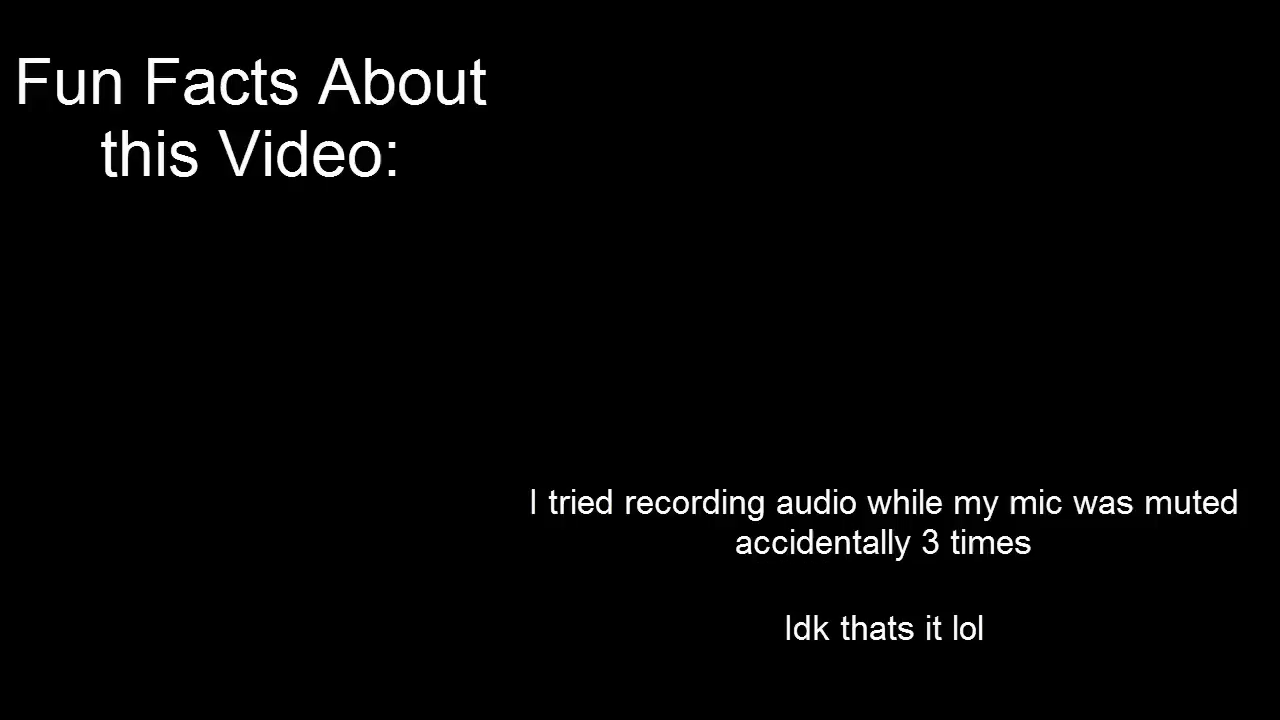 Fun Facts About
this Video:
I tried recording audio while my mic was muted
accidentally 3 times
Idk thats it lol